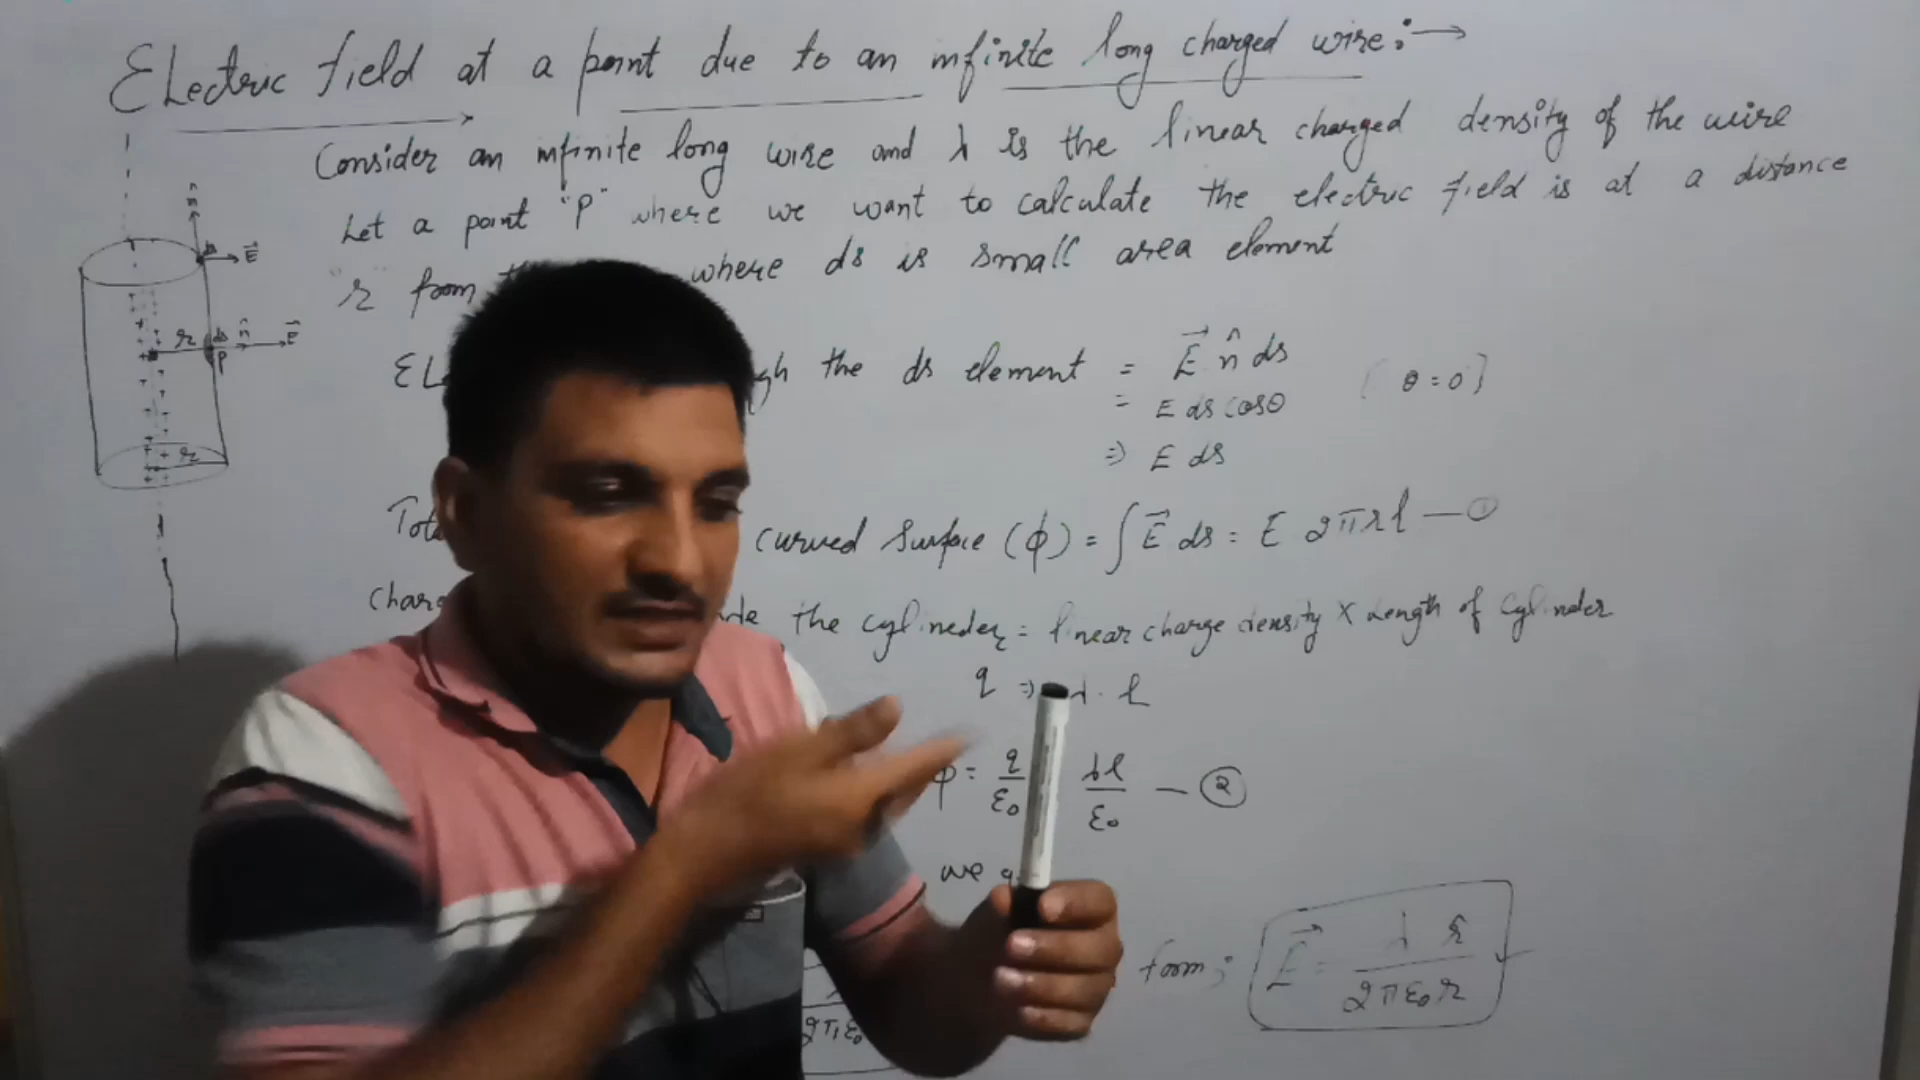 Electric field at a point due to an infinite long charged wire:→
Consider an infinite long wire and λ is the linear charged density of the wire
Let a point "P" where we want to calculate the electric field is at a distance
"r" from where ds is small area element
n̂
E⃗
r ds n̂ E⃗
P
r
the ds element = E⃗ n̂ ds [θ = 0]
= E ds cosθ
⇒ E ds
curved surface (ϕ) = ∫ E⃗ ds = E 2πrl — ①
the cylineder = linear charge density × Length of Cylinder
q ⇒ λ . l
ϕ = q/ε₀ λl/ε₀ — ②
we
form; E⃗ = λ r̂ / 2πε₀r
2πε₀